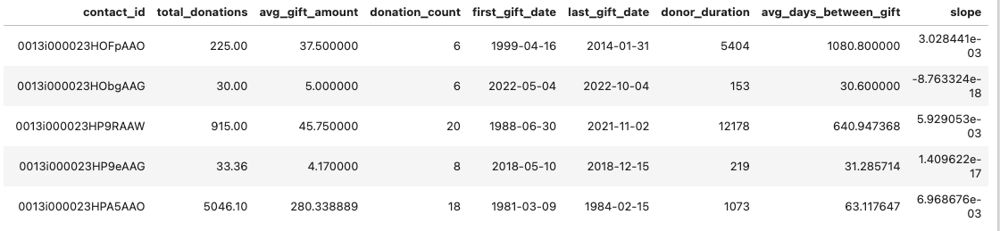 contact_id total_donations avg_gift_amount donation_count first_gift_date last_gift_date donor_duration avg_days_between_gift slope
0013i000023HOFpAAO 225.00 37.500000 6 1999-04-16 2014-01-31 5404 1080.800000 3.028441e-
03
0013i000023HObgAAG 30.00 5.000000 6 2022-05-04 2022-10-04 153 30.600000 -8.763324e-
18
0013i000023HP9RAAW 915.00 45.750000 20 1988-06-30 2021-11-02 12178 640.947368 5.929053e-
03
0013i000023HP9eAAG 33.36 4.170000 8 2018-05-10 2018-12-15 219 31.285714 1.409622e-
17
0013i000023HPA5AAO 5046.10 280.338889 18 1981-03-09 1984-02-15 1073 63.117647 6.968676e-
03